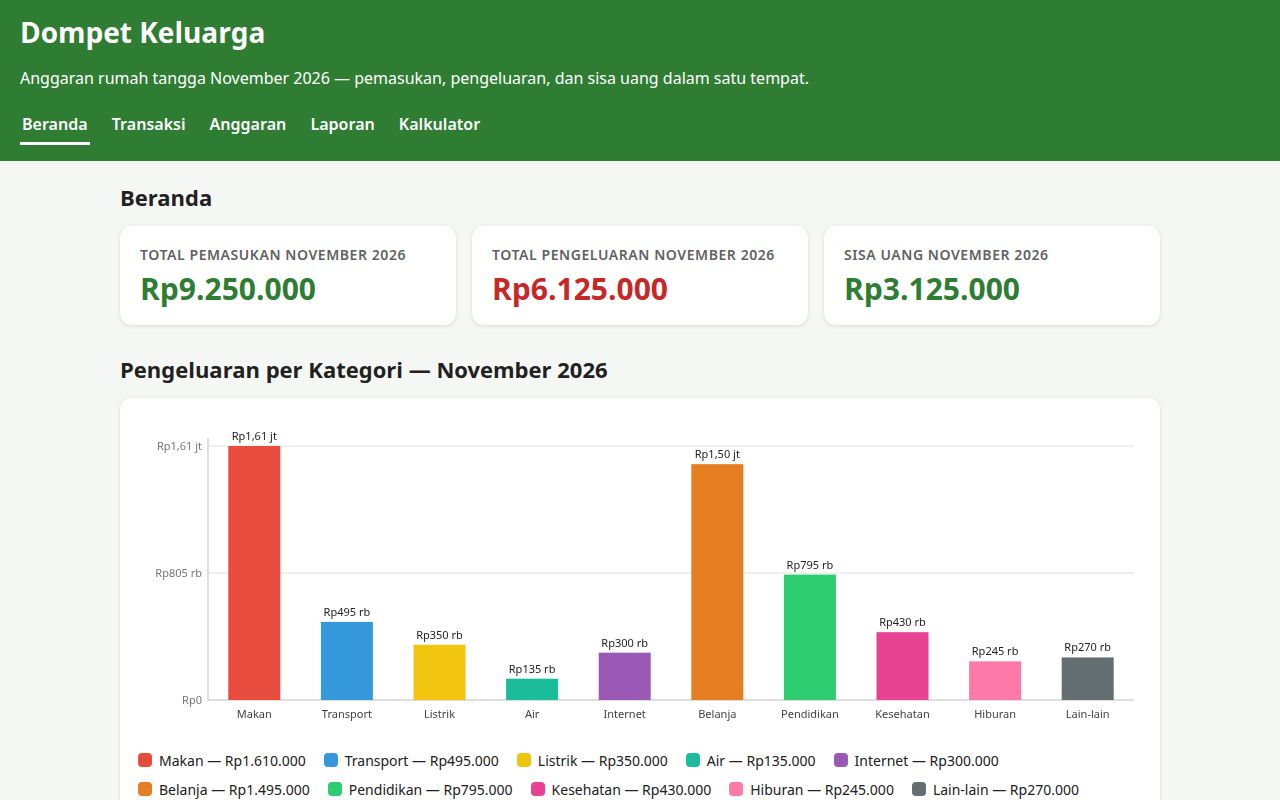 Dompet Keluarga
Anggaran rumah tangga November 2026 — pemasukan, pengeluaran, dan sisa uang dalam satu tempat.
Beranda Transaksi Anggaran Laporan Kalkulator
Beranda
TOTAL PEMASUKAN NOVEMBER 2026
Rp9.250.000
TOTAL PENGELUARAN NOVEMBER 2026
Rp6.125.000
SISA UANG NOVEMBER 2026
Rp3.125.000
Pengeluaran per Kategori — November 2026
Rp1,61 jt
Rp805 rb
Rp0
Rp1,61 jt
Rp495 rb
Rp350 rb
Rp135 rb
Rp300 rb
Rp1,50 jt
Rp795 rb
Rp430 rb
Rp245 rb
Rp270 rb
Makan Transport Listrik Air Internet Belanja Pendidikan Kesehatan Hiburan Lain-lain
Makan — Rp1.610.000 Transport — Rp495.000 Listrik — Rp350.000 Air — Rp135.000 Internet — Rp300.000
Belanja — Rp1.495.000 Pendidikan — Rp795.000 Kesehatan — Rp430.000 Hiburan — Rp245.000 Lain-lain — Rp270.000